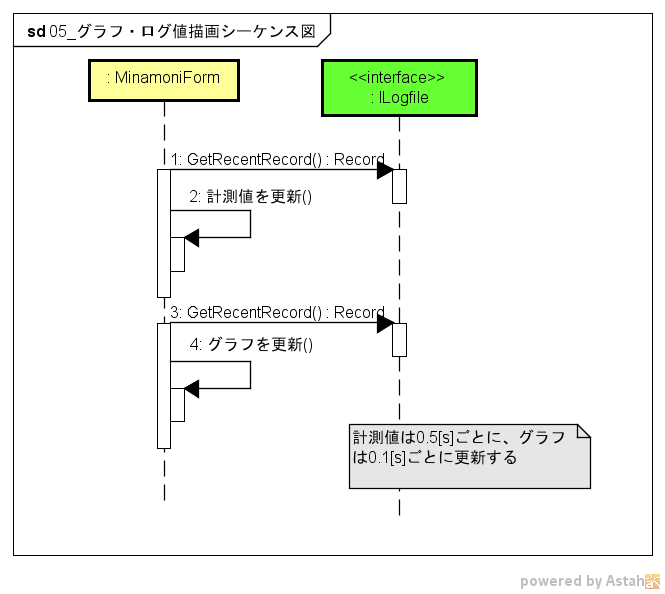 sd 05_グラフ・ログ値描画シーケンス図
: MinamoniForm
<<interface>>
: ILogfile
1: GetRecentRecord() : Record
2: 計測値を更新()
3: GetRecentRecord() : Record
4: グラフを更新()
計測値は0.5[s]ごとに、グラフ
は0.1[s]ごとに更新する
powered by Astah